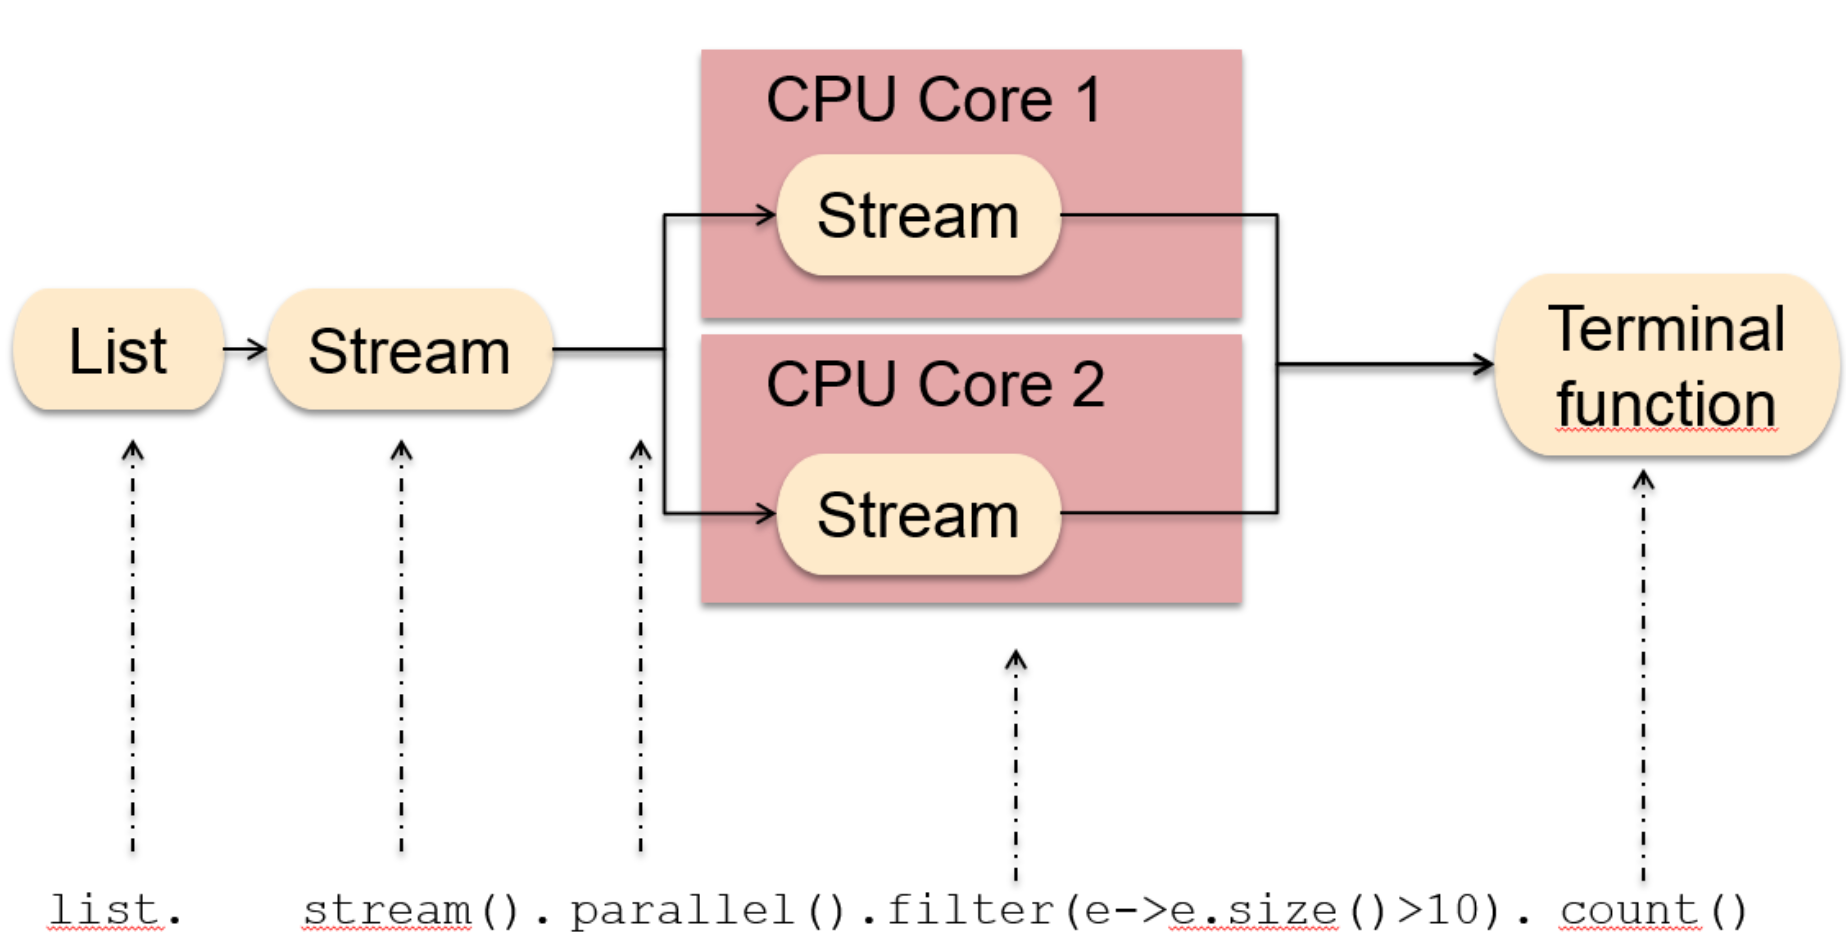 CPU Core 1
Stream
List
Stream
CPU Core 2
Stream
Terminal
function
list. stream().parallel().filter(e->e.size()>10). count()